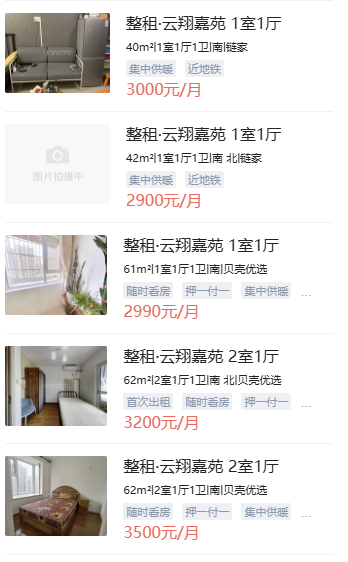 整租·云翔嘉苑 1室1厅
40m²|1室1厅1卫|南|链家
集中供暖 近地铁
3000元/月
整租·云翔嘉苑 1室1厅
42m²|1室1厅1卫|南 北|链家
图片拍摄中
集中供暖 近地铁
2900元/月
整租·云翔嘉苑 1室1厅
61m²|1室1厅1卫|南|贝壳优选
随时看房 押一付一 集中供暖 ...
2990元/月
整租·云翔嘉苑 2室1厅
62m²|2室1厅1卫|南 北|贝壳优选
首次出租 随时看房 押一付一 ...
3200元/月
整租·云翔嘉苑 2室1厅
62m²|2室1厅1卫|南|贝壳优选
随时看房 押一付一 集中供暖 ...
3500元/月